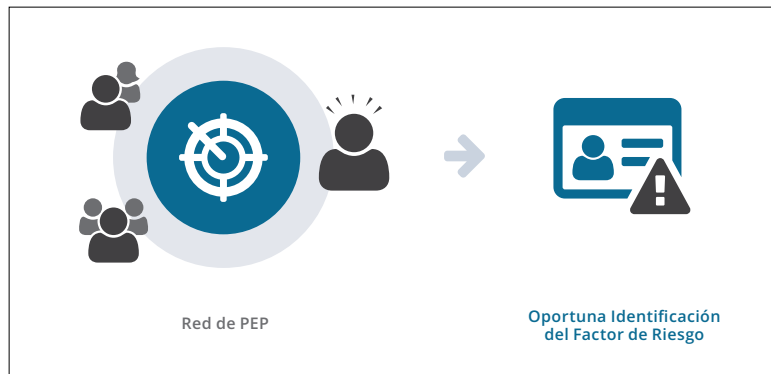 Red de PEP
Oportuna Identificación
del Factor de Riesgo